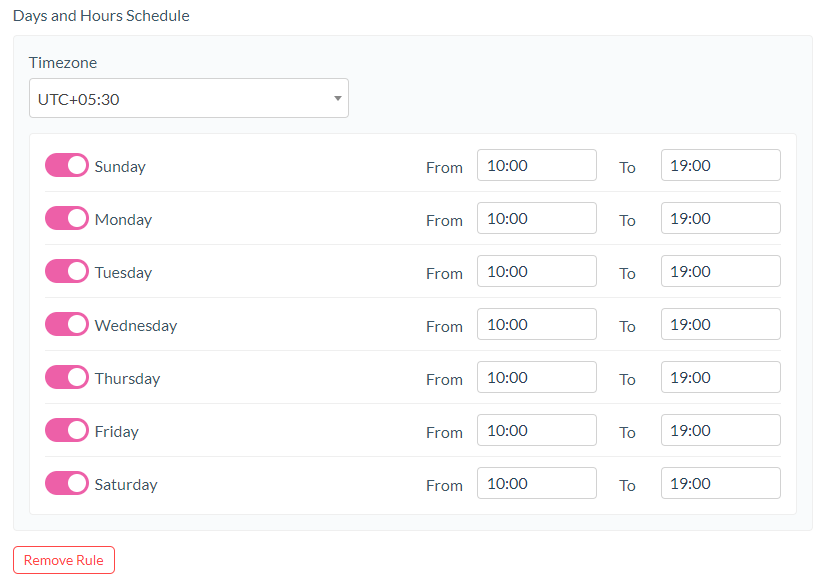 Days and Hours Schedule
Timezone
UTC+05:30
Sunday From 10:00 To 19:00
Monday From 10:00 To 19:00
Tuesday From 10:00 To 19:00
Wednesday From 10:00 To 19:00
Thursday From 10:00 To 19:00
Friday From 10:00 To 19:00
Saturday From 10:00 To 19:00
Remove Rule